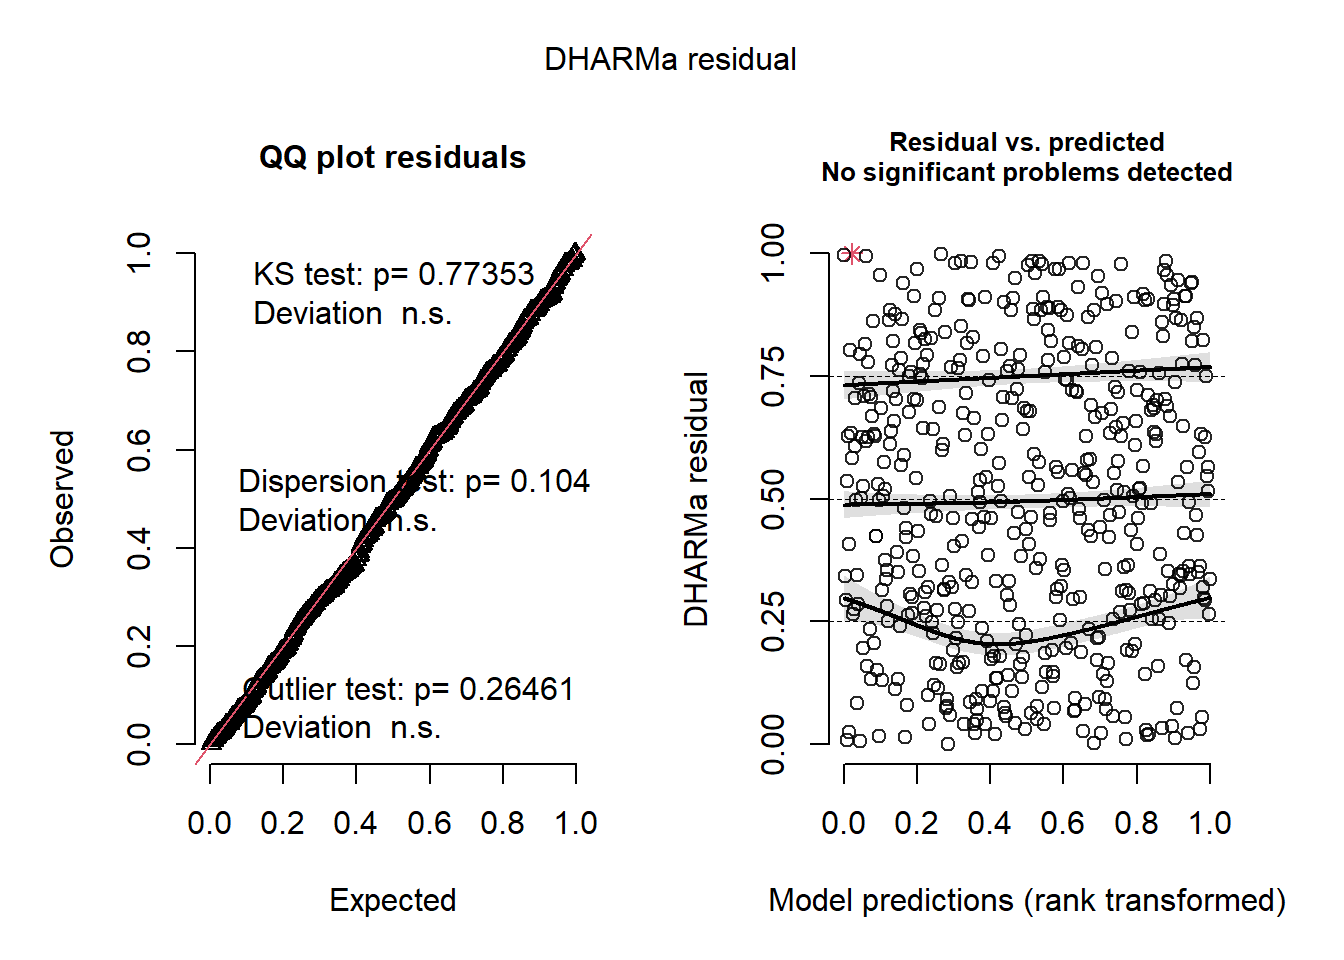 DHARMa residual
QQ plot residuals
KS test: p= 0.77353
Deviation  n.s.
Dispersion test: p= 0.104
Deviation  n.s.
Outlier test: p= 0.26461
Deviation  n.s.
Observed
0.0 0.2 0.4 0.6 0.8 1.0
0.0 0.2 0.4 0.6 0.8 1.0
Expected
Residual vs. predicted
No significant problems detected
DHARMa residual
0.00 0.25 0.50 0.75 1.00
0.0 0.2 0.4 0.6 0.8 1.0
Model predictions (rank transformed)